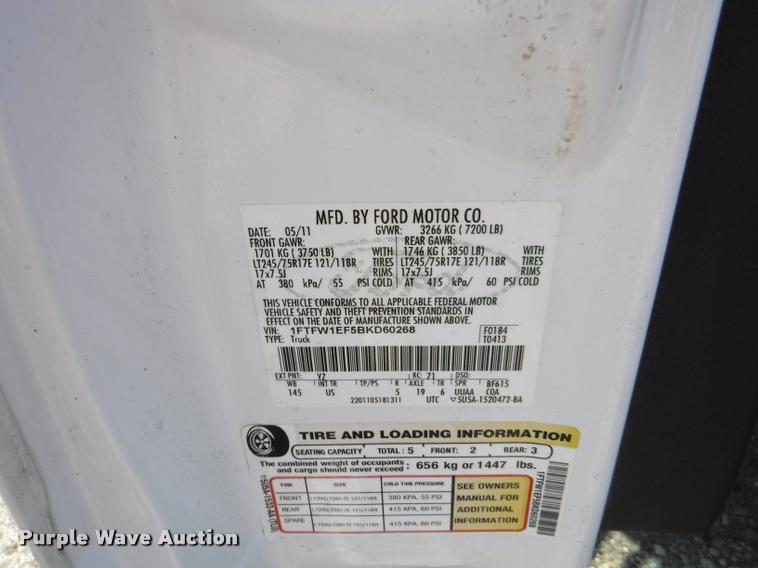 MFD. BY FORD MOTOR CO.
DATE: 05/11 GVWR: 3266 KG ( 7200 LB)
FRONT GAWR: REAR GAWR:
1701 KG ( 3750 LB) WITH 1746 KG ( 3850 LB) WITH
LT245/75R17E 121/118R TIRES LT245/75R17E 121/118R TIRES
17x7.5J RIMS 17x7.5J RIMS
AT 380 kPa/ 55 PSI COLD AT 415 kPa/ 60 PSI COLD
THIS VEHICLE CONFORMS TO ALL APPLICABLE FEDERAL MOTOR
VEHICLE SAFETY AND THEFT PREVENTION STANDARDS IN
EFFECT ON THE DATE OF MANUFACTURE SHOWN ABOVE.
VIN: 1FTFW1EF5BKD60268 F0184
TYPE: Truck T0413
EXT PNT: YZ RC: 71 DSO:
WB INT TR TP/PS R AXLE TR SPR BF615
145 US 5 19 6 UUAA COA
2201105181311 UTC 5U5A-1520472-BA
TIRE AND LOADING INFORMATION
SEATING CAPACITY TOTAL : 5 FRONT: 2 REAR: 3
The combined weight of occupants and cargo should never exceed : 656 kg or 1447 lbs.
TIRE SIZE COLD TIRE PRESSURE SEE OWNERS MANUAL FOR ADDITIONAL INFORMATION
FRONT LT245/75R17E 121/118R 380 KPA, 55 PSI
REAR LT245/75R17E 121/118R 415 KPA, 60 PSI
SPARE LT245/75R17E 121/118R 415 KPA, 60 PSI
1FTFW1EF5BKD60268
Purple Wave Auction